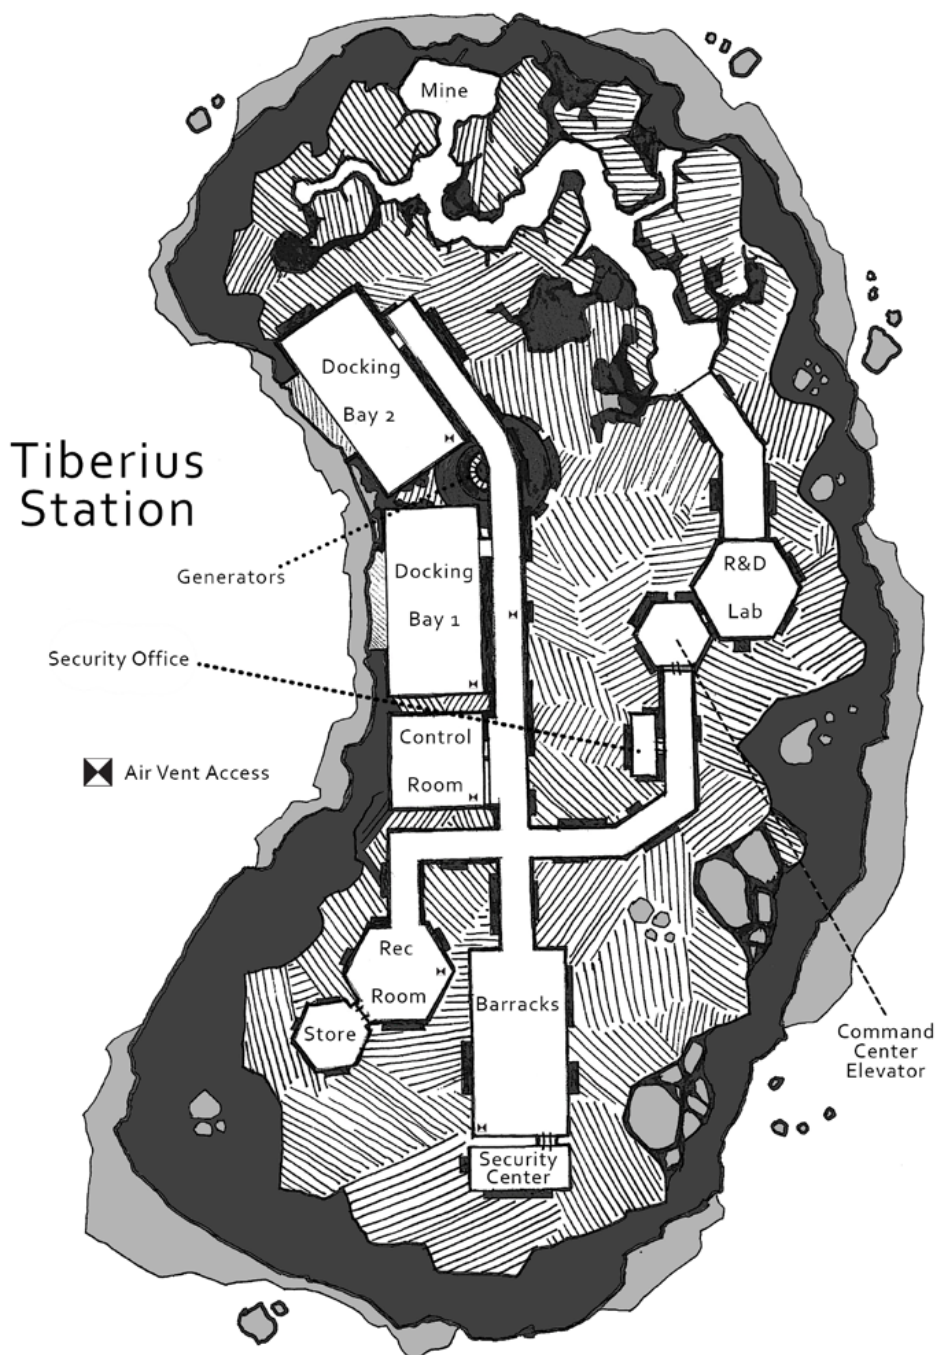 Mine
Docking
Bay 2
Tiberius
Station
Generators
Docking
Bay 1
R&D
Lab
Security Office
Control
Room
Air Vent Access
Rec
Room
Store
Barracks
Command
Center
Elevator
Security
Center